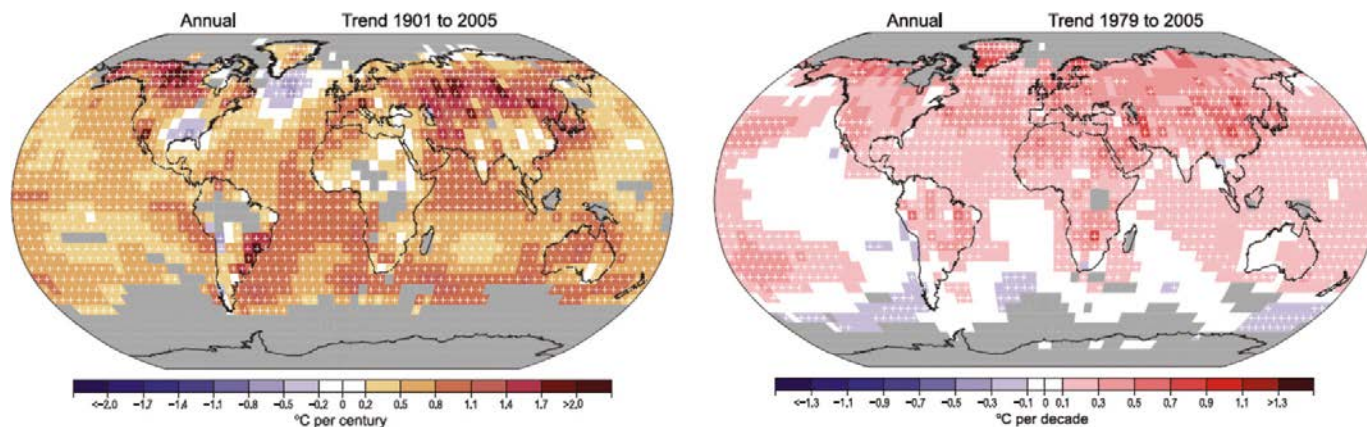 Annual Trend 1901 to 2005
Annual Trend 1979 to 2005
<-2.0 -1.7 -1.4 -1.1 -0.8 -0.5 -0.2 0 0.2 0.5 0.8 1.1 1.4 1.7 >2.0
ºC per century
<-1.3 -1.1 -0.9 -0.7 -0.5 -0.3 -0.1 0 0.1 0.3 0.5 0.7 0.9 1.1 >1.3
ºC per decade